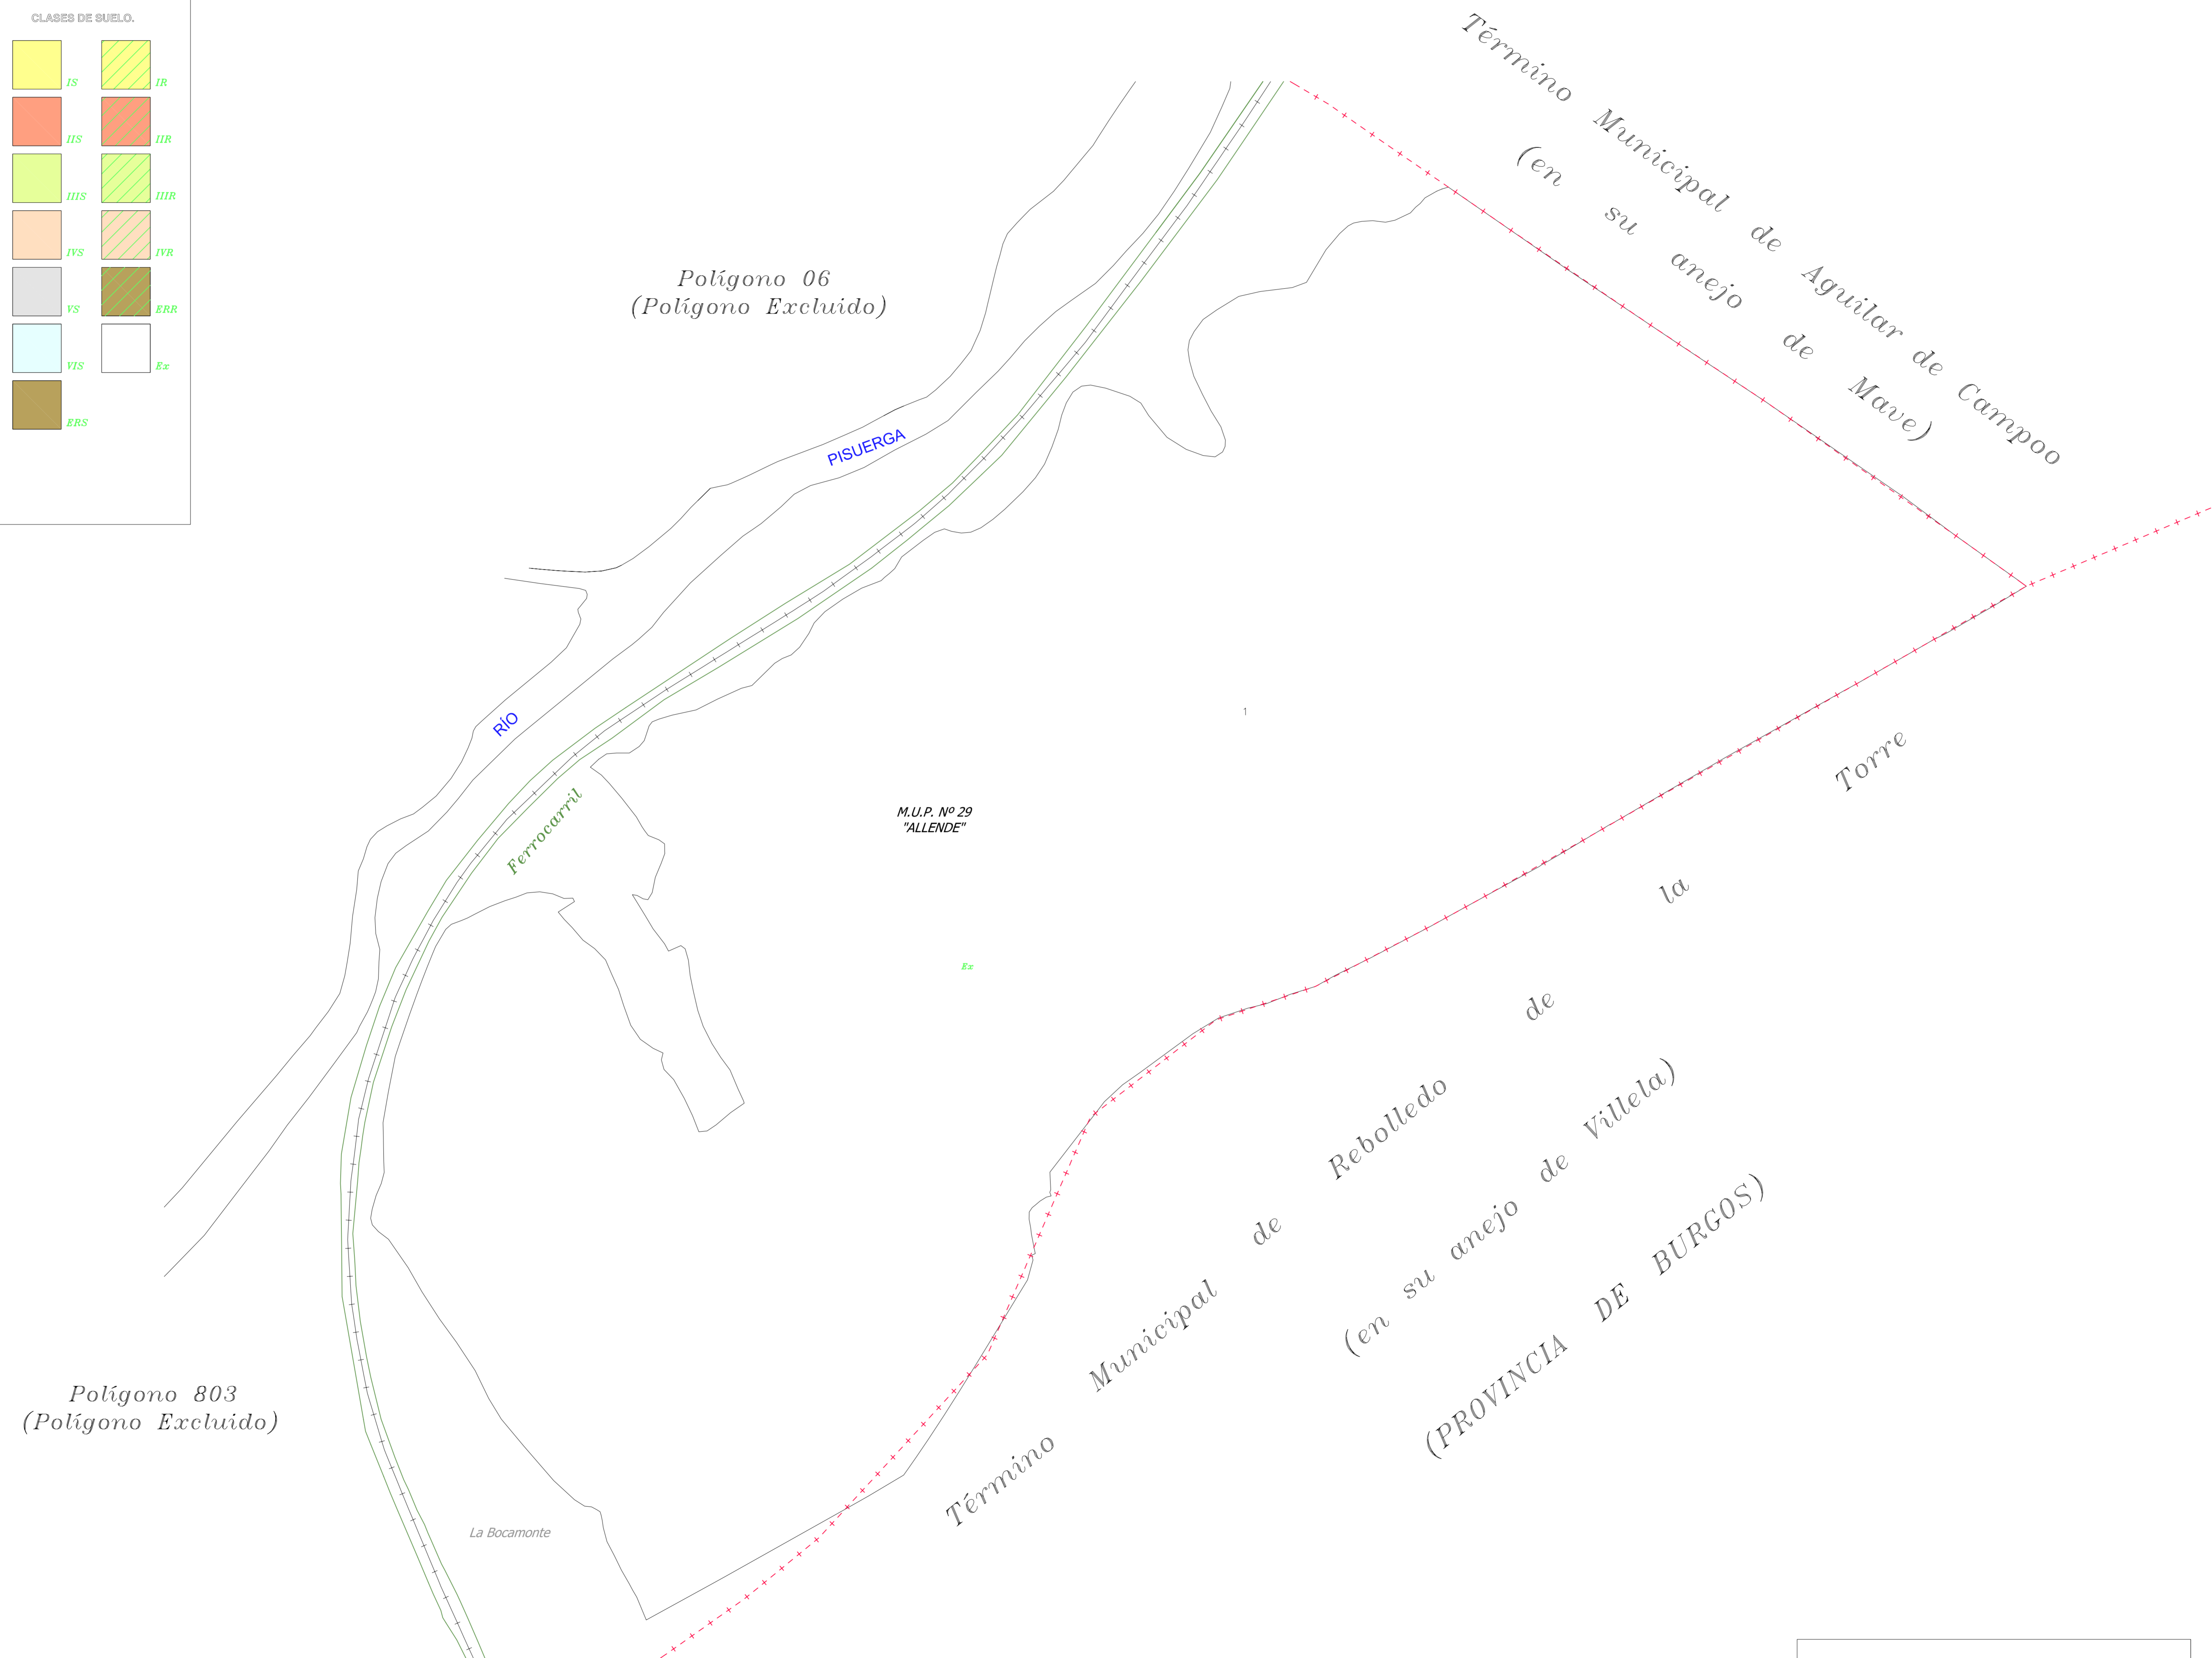 CLASES DE SUELO.
IS
IR
IIS
IIR
IIIS
IIIR
IVS
IVR
VS
ERR
VIS
Ex
ERS
Término Municipal de Aguilar de Campoo
(en su anejo de Mave)
Polígono 06
(Polígono Excluido)
PISUERGA
RÍO
Ferrocarril
1
M.U.P. Nº 29
"ALLENDE"
Ex
Término Municipal de Rebolledo de la Torre
(en su anejo de Villela)
(PROVINCIA DE BURGOS)
Polígono 803
(Polígono Excluido)
La Bocamonte